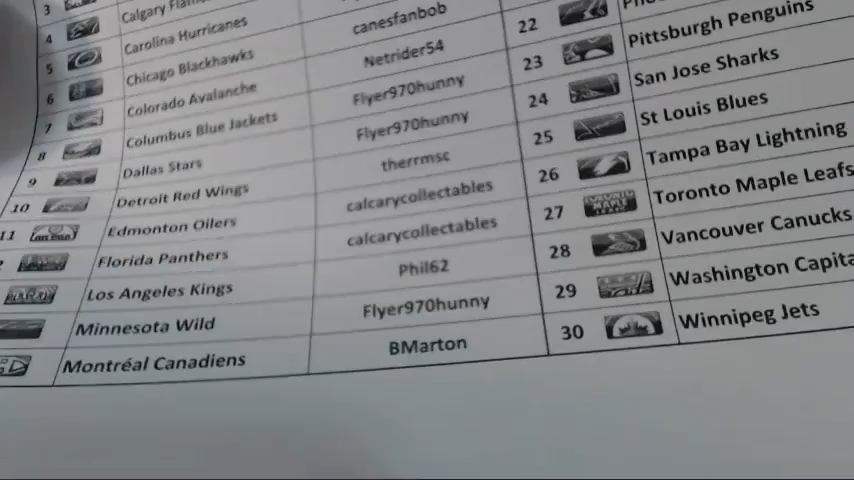 3
4 Calgary Flam
5 Carolina Hurricanes
6 Chicago Blackhawks canesfanbob
7 Colorado Avalanche Netrider54 22
8 Columbus Blue Jackets Flyer970hunny 23 Pittsburgh Penguins
9 Dallas Stars Flyer970hunny 24 San Jose Sharks
10 Detroit Red Wings therrmsc 25 St Louis Blues
11 Edmonton Oilers calcarycollectables 26 Tampa Bay Lightning
Florida Panthers calcarycollectables 27 Toronto Maple Leafs
Los Angeles Kings Phil62 28 Vancouver Canucks
Minnesota Wild Flyer970hunny 29 Washington Capita
Montréal Canadiens BMarton 30 Winnipeg Jets